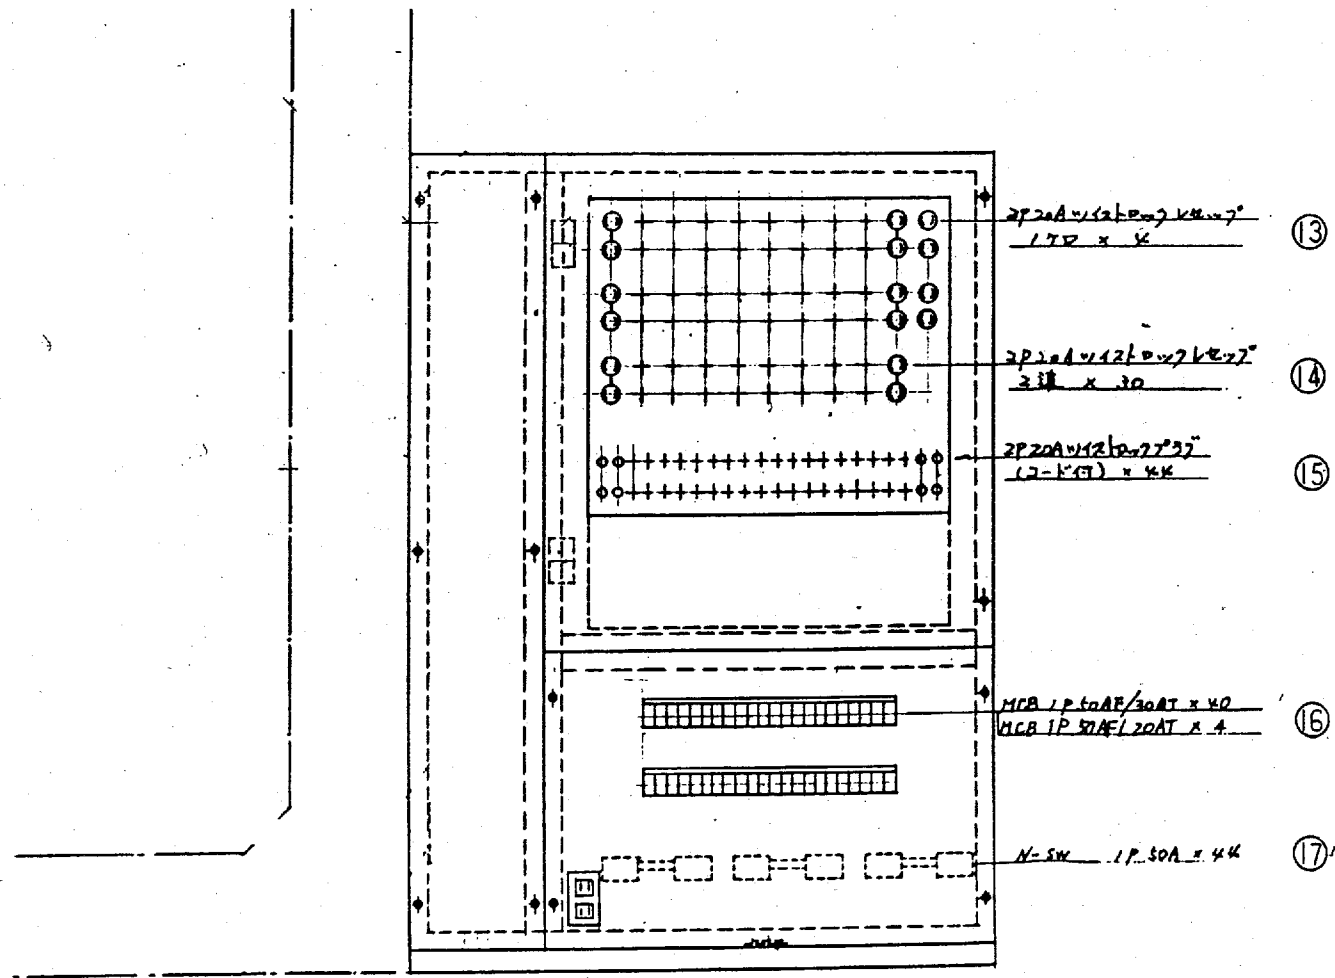 2P20Aツイストロックレセップ
1ケ口 × 4
⑬
2P20Aツイストロックレセップ
2連 × 30
⑭
2P20Aツイストロックプラグ
(コード付) × 44
⑮
MCB 1P 50AF/30AT × 40
MCB 1P 50AF/20AT × 4
⑯
N-SW 1P 50A × 44
⑰